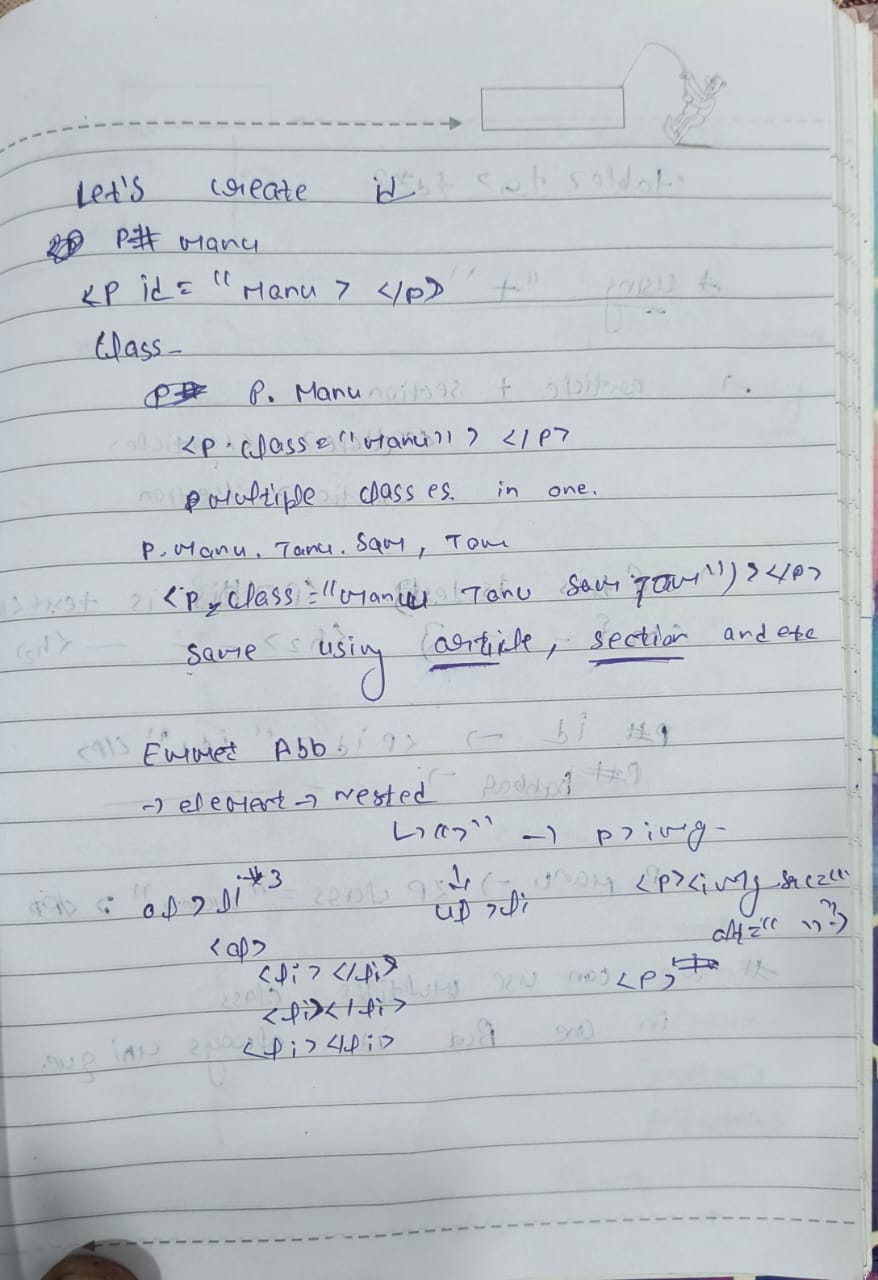 Let's create id
P# Manu
<P id = " Manu > </p>
Class -
P. Manu
<p. class = "Manu"> </P>
Multiple classes. in one.
P. Manu. Tanu. Sam, Tom
<P class = "Manu Tanu Sam Tom")> </P>
same using article, section and etc
Emmet Abb
→ element → nested
↳ ">" → p>img -
: ol > li*3 ↓ <p><img src=""
ul > li alt=" ">
<ol> <P>
<li> </li>
<li></li>
<li> </li>